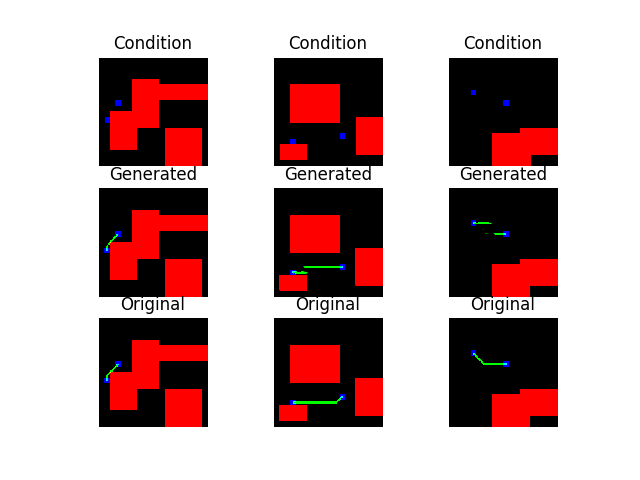 Condition
Condition
Condition
Generated
Generated
Generated
Original
Original
Original